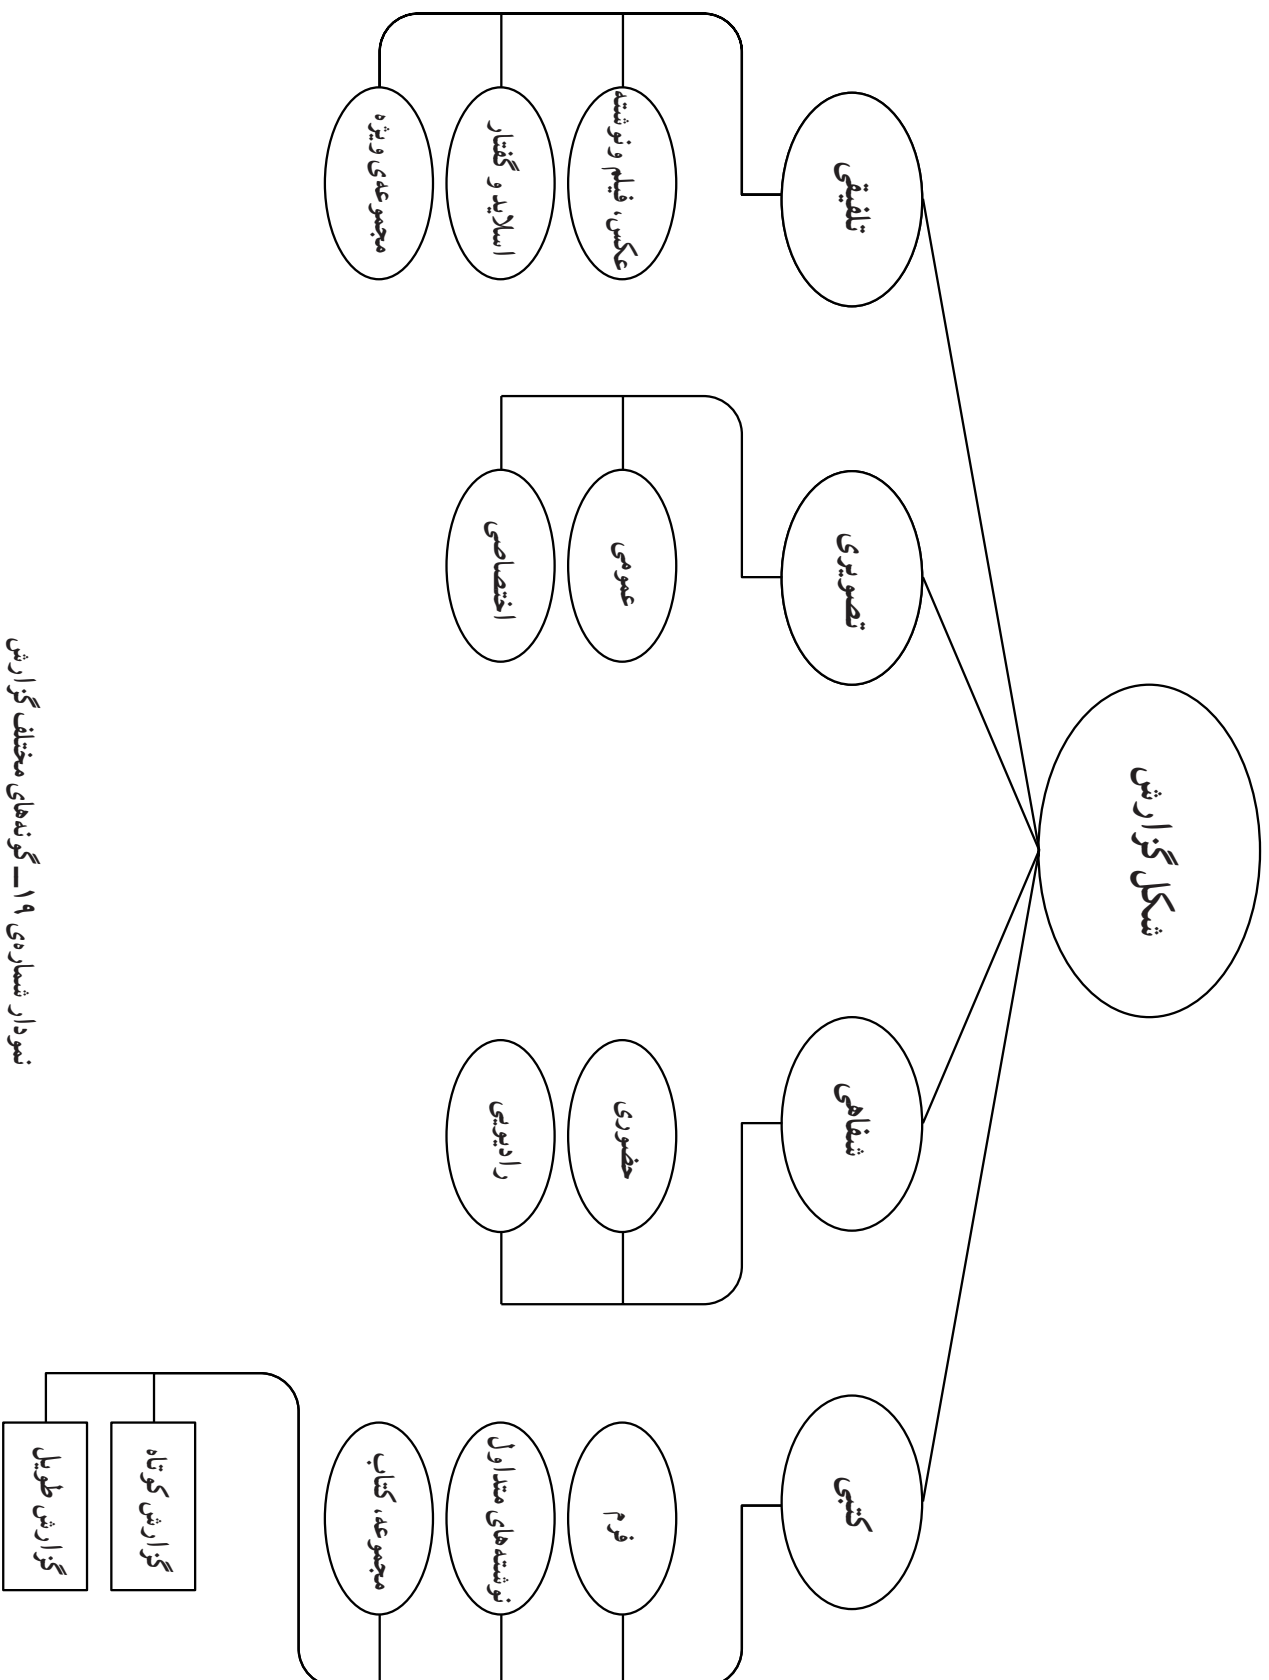 شکل گزارش
کتبی
شفاهی
تصویری
تلفیقی
فرم
نوشته‌های متداول
مجموعه، کتاب
گزارش کوتاه
گزارش طویل
حضوری
رادیویی
عمومی
اختصاصی
عکس، فیلم و نوشته
اسلاید و گفتار
مجموعه‌ی ویژه
نمودار شماره‌ی ۱۹ــ گونه‌های مختلف گزارش